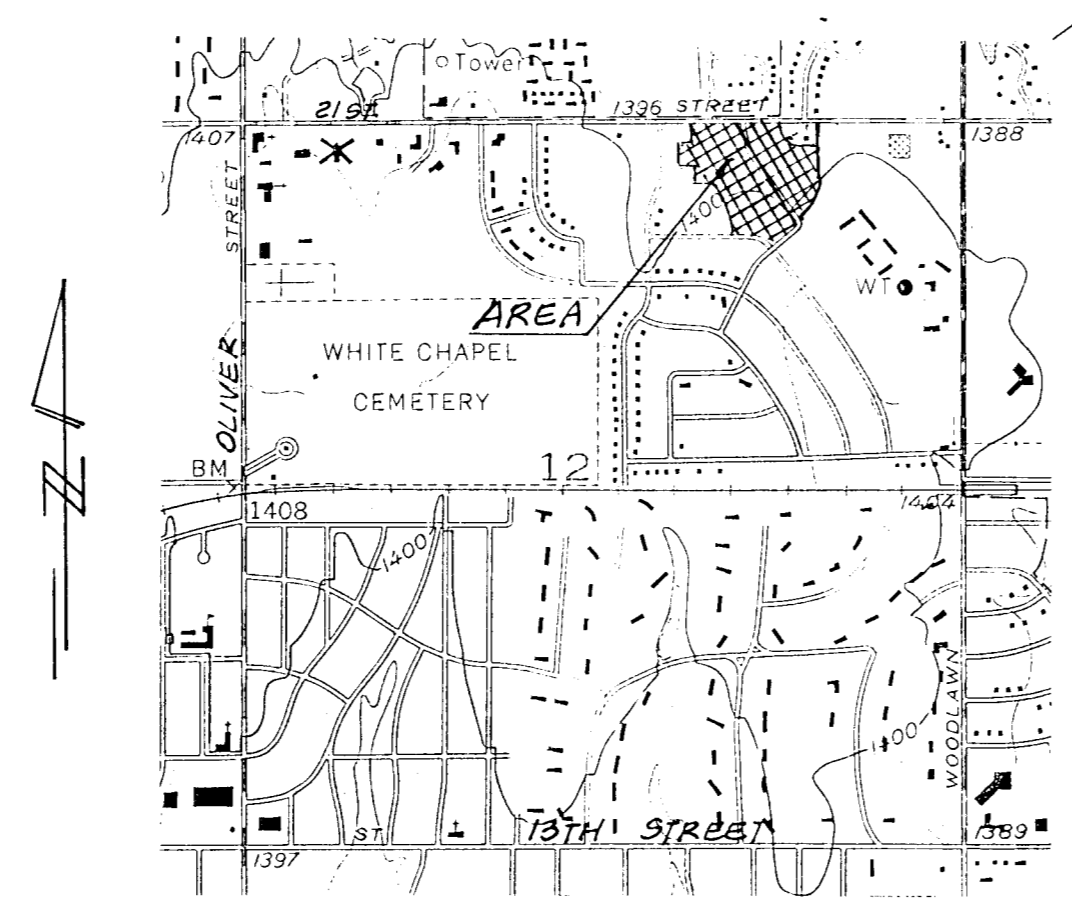 Tower
21ST
1396 STREET
1407
1388
STREET
1400
WT
AREA
WHITE CHAPEL
CEMETERY
OLIVER
BM
12
1408
1404
1400
1400
WOODLAWN
ST
13TH STREET
1389
1397
N